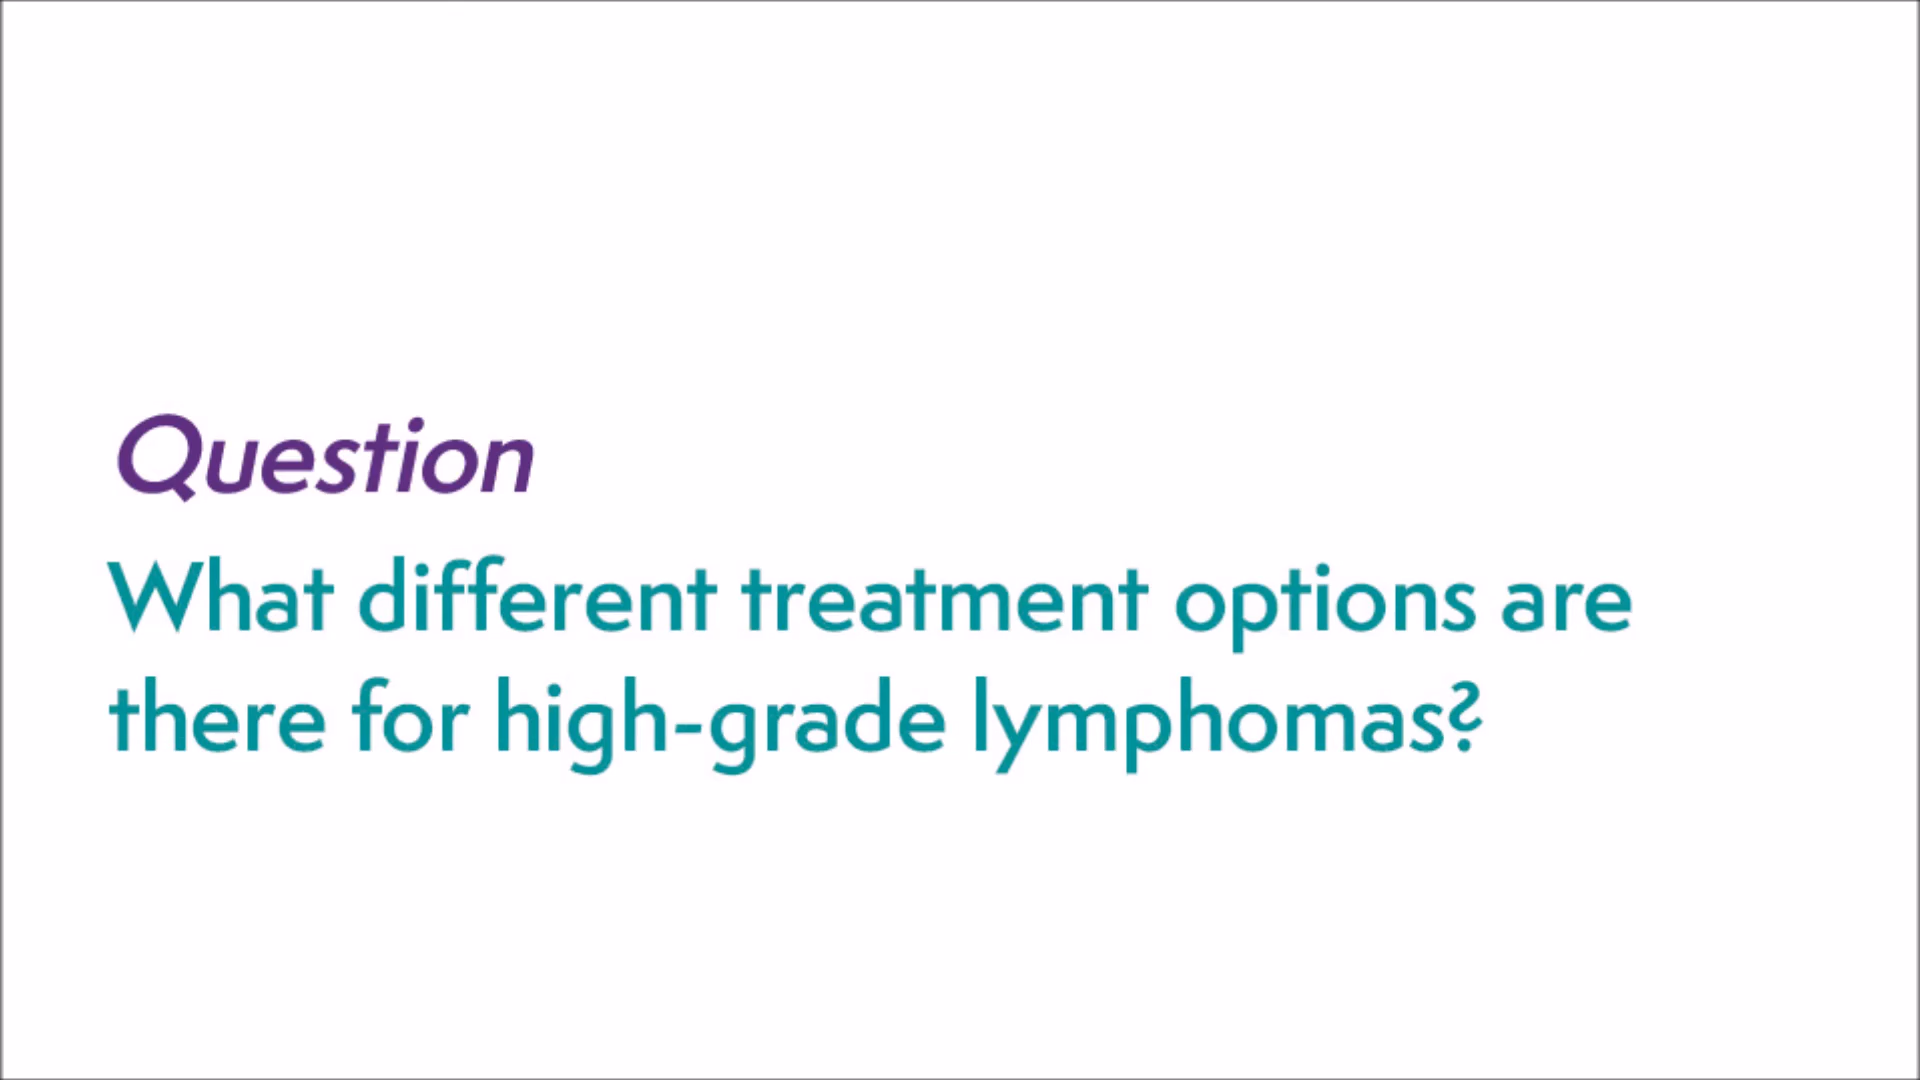 Question
What different treatment options are
there for high-grade lymphomas?